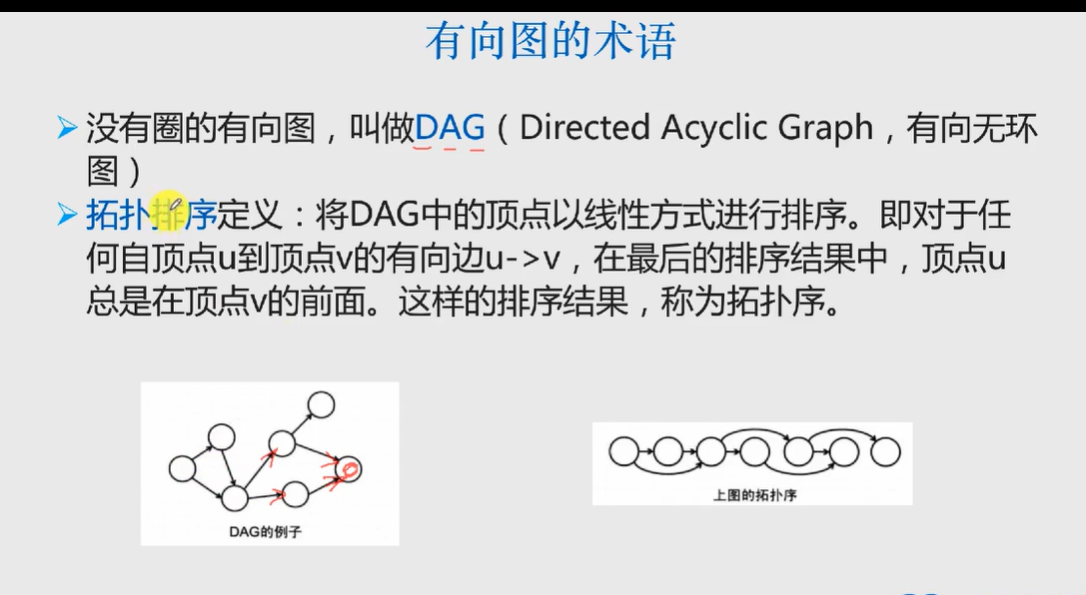 有向图的术语
没有圈的有向图，叫做DAG（Directed Acyclic Graph，有向无环
图）
拓扑排序定义：将DAG中的顶点以线性方式进行排序。即对于任
何自顶点u到顶点v的有向边u->v，在最后的排序结果中，顶点u
总是在顶点v的前面。这样的排序结果，称为拓扑序。
DAG的例子
上图的拓扑序